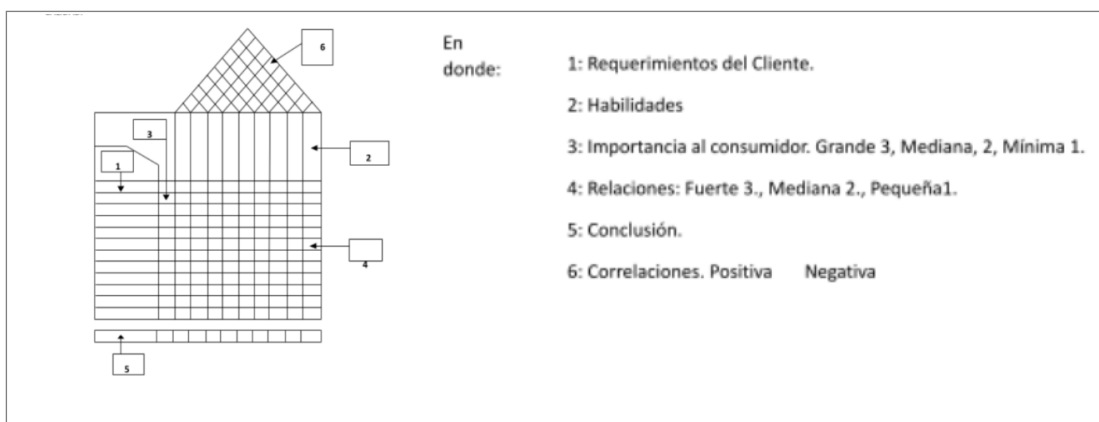 6
3
1
2
4
5
En
donde:
1: Requerimientos del Cliente.
2: Habilidades
3: Importancia al consumidor. Grande 3, Mediana, 2, Mínima 1.
4: Relaciones: Fuerte 3., Mediana 2., Pequeña1.
5: Conclusión.
6: Correlaciones. Positiva Negativa